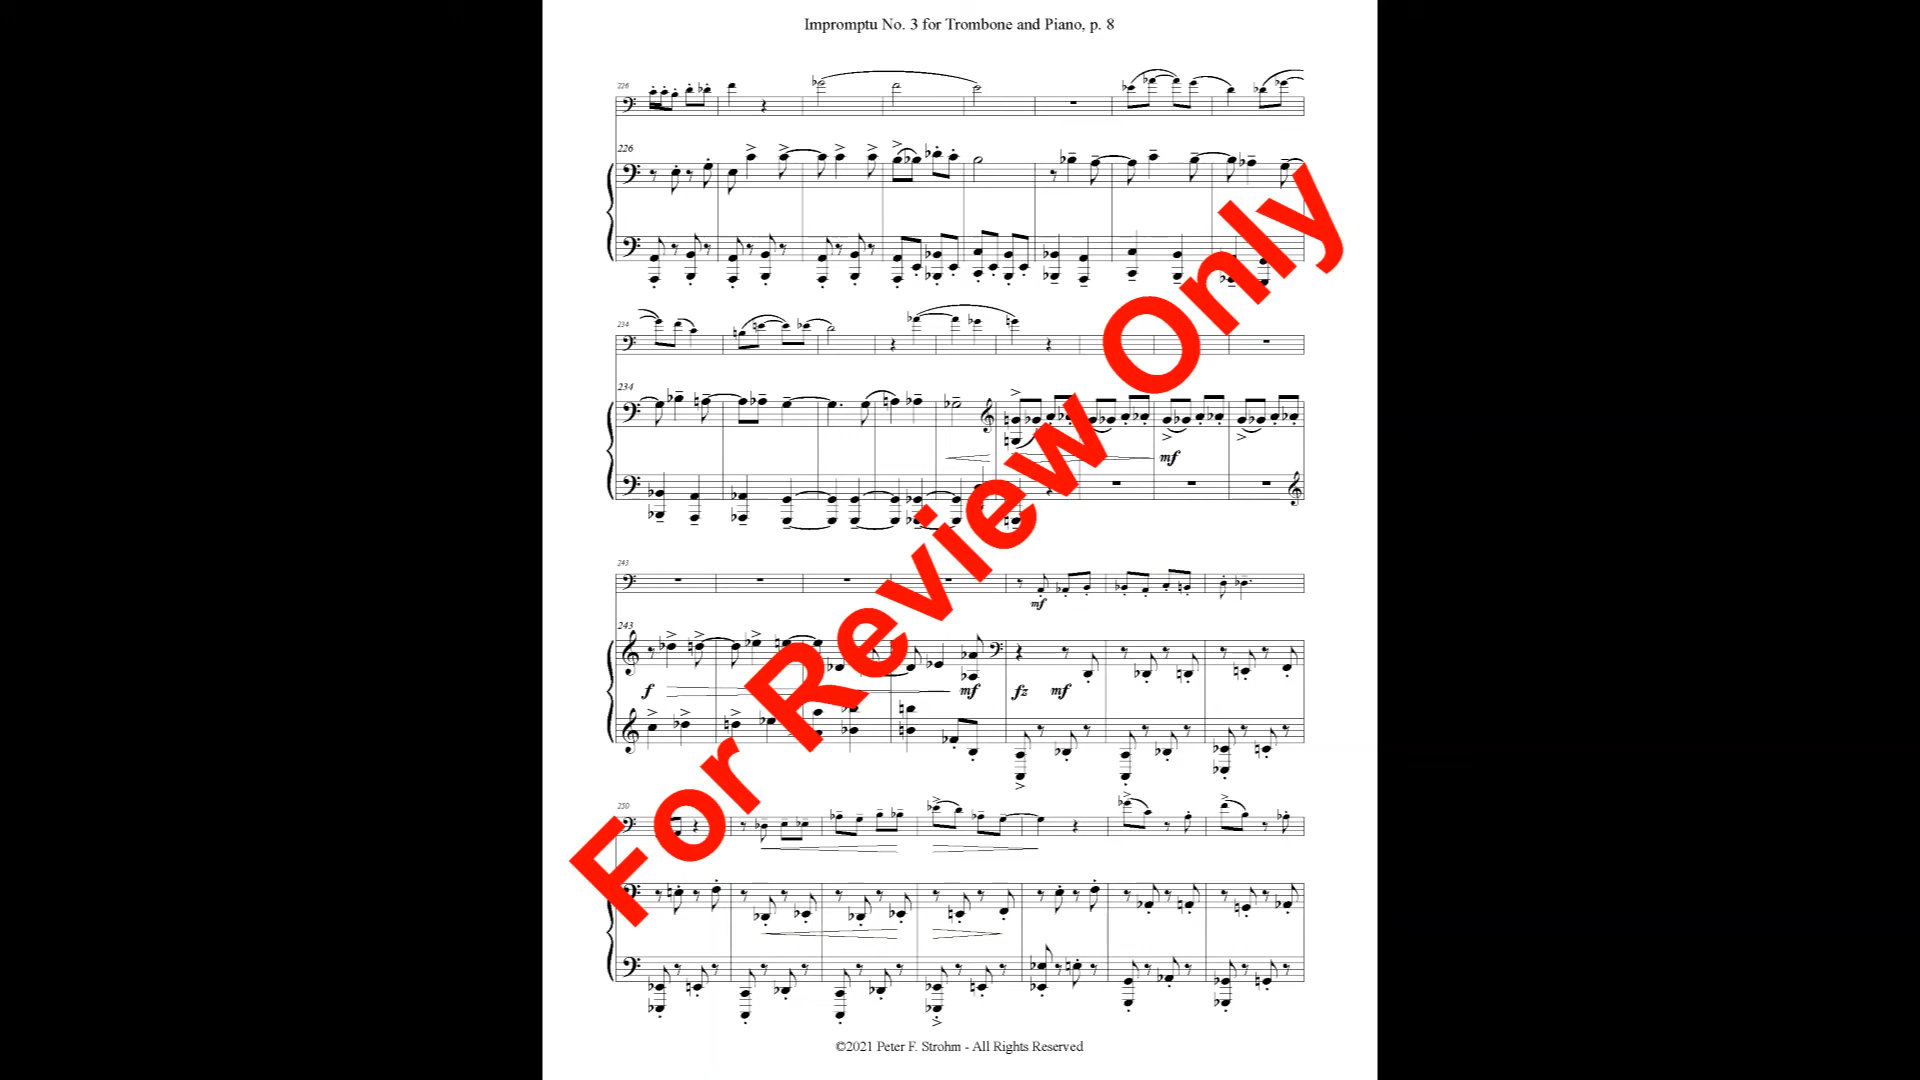 Impromptu No. 3 for Trombone and Piano, p. 8
226
226
234
234
mf
243
mf
243
f mf fz mf
250
For Review Only
©2021 Peter F. Strohm - All Rights Reserved